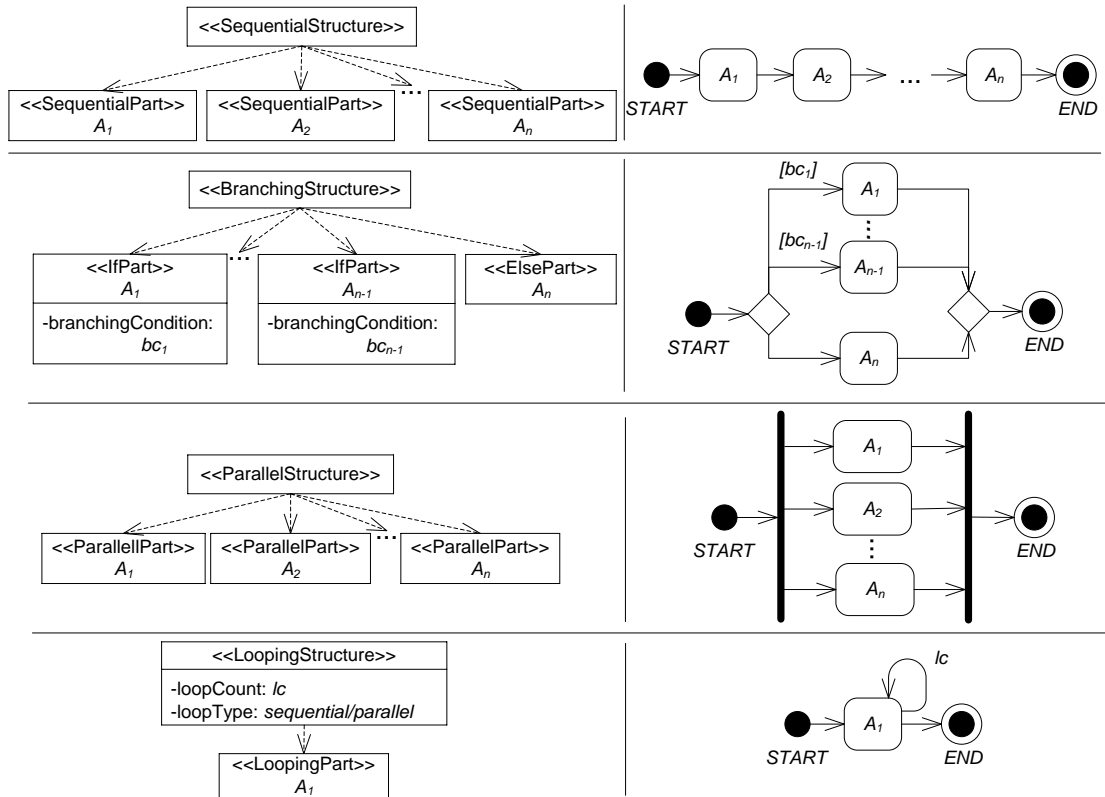 <<SequentialStructure>>
...
<<SequentialPart>> <<SequentialPart>> <<SequentialPart>>
A1 A2 An
A1 A2 ... An
START END
<<BranchingStructure>>
...
<<IfPart>> <<IfPart>> <<ElsePart>>
A1 An-1 An
-branchingCondition: -branchingCondition:
bc1 bcn-1
[bc1]
A1
[bcn-1]
An-1
START END
An
<<ParallelStructure>>
...
<<ParallellPart>> <<ParallelPart>> <<ParallelPart>>
A1 A2 An
A1
A2
START END
An
<<LoopingStructure>>
-loopCount: lc
-loopType: sequential/parallel
<<LoopingPart>>
A1
lc
A1
START END